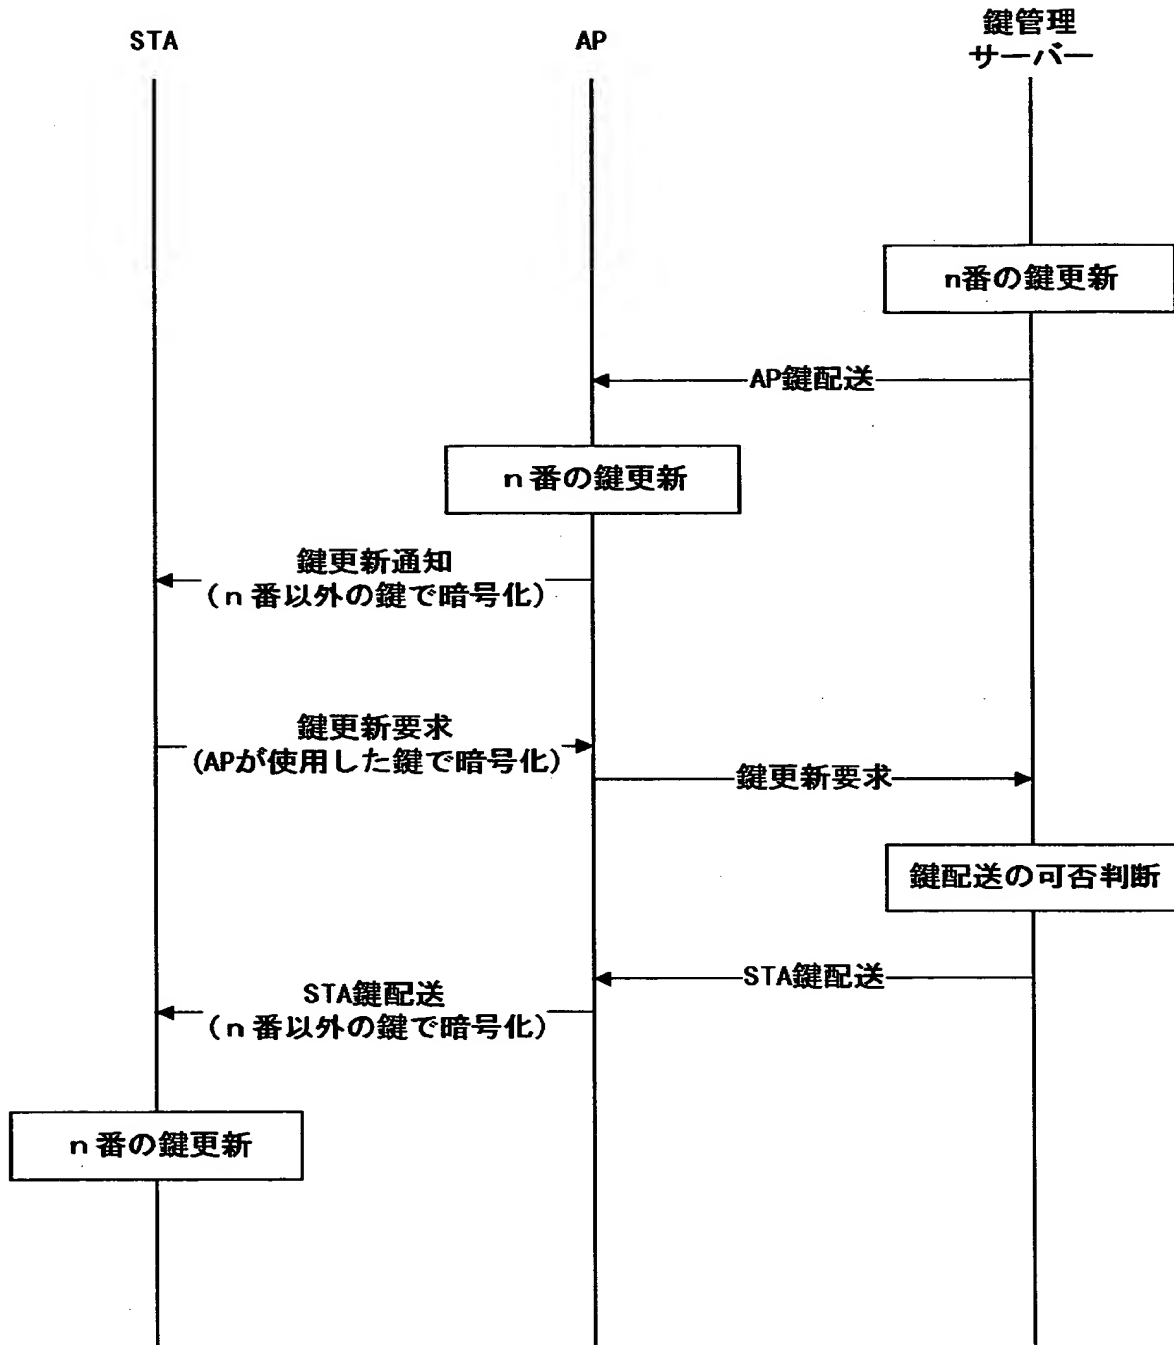 STA
AP
鍵管理
サーバー
n番の鍵更新
AP鍵配送
n番の鍵更新
鍵更新通知
(n番以外の鍵で暗号化)
鍵更新要求
(APが使用した鍵で暗号化)
鍵更新要求
鍵配送の可否判断
STA鍵配送
STA鍵配送
(n番以外の鍵で暗号化)
n番の鍵更新